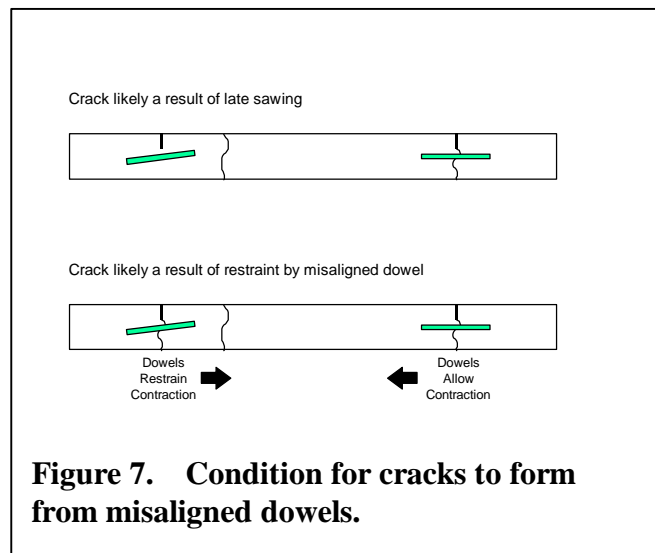 Crack likely a result of late sawing
Crack likely a result of restraint by misaligned dowel
Dowels
Restrain
Contraction
Dowels
Allow
Contraction
Figure 7. Condition for cracks to form
from misaligned dowels.